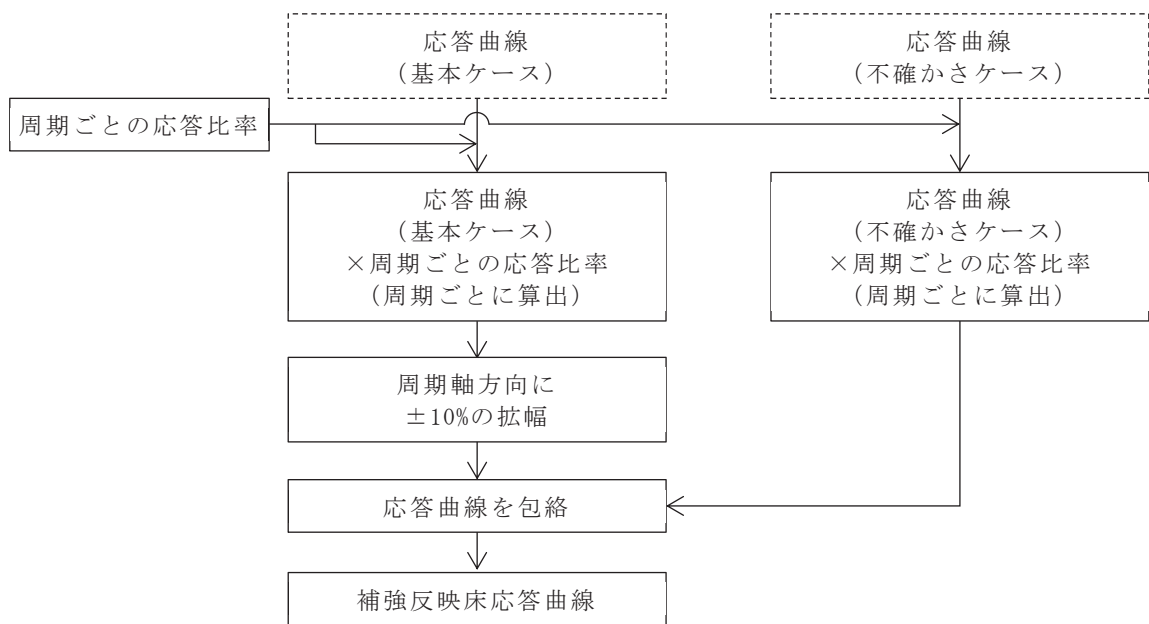 応答曲線
（基本ケース）
応答曲線
（不確かさケース）
周期ごとの応答比率
応答曲線
（基本ケース）
×周期ごとの応答比率
（周期ごとに算出）
応答曲線
（不確かさケース）
×周期ごとの応答比率
（周期ごとに算出）
周期軸方向に
±10%の拡幅
応答曲線を包絡
補強反映床応答曲線